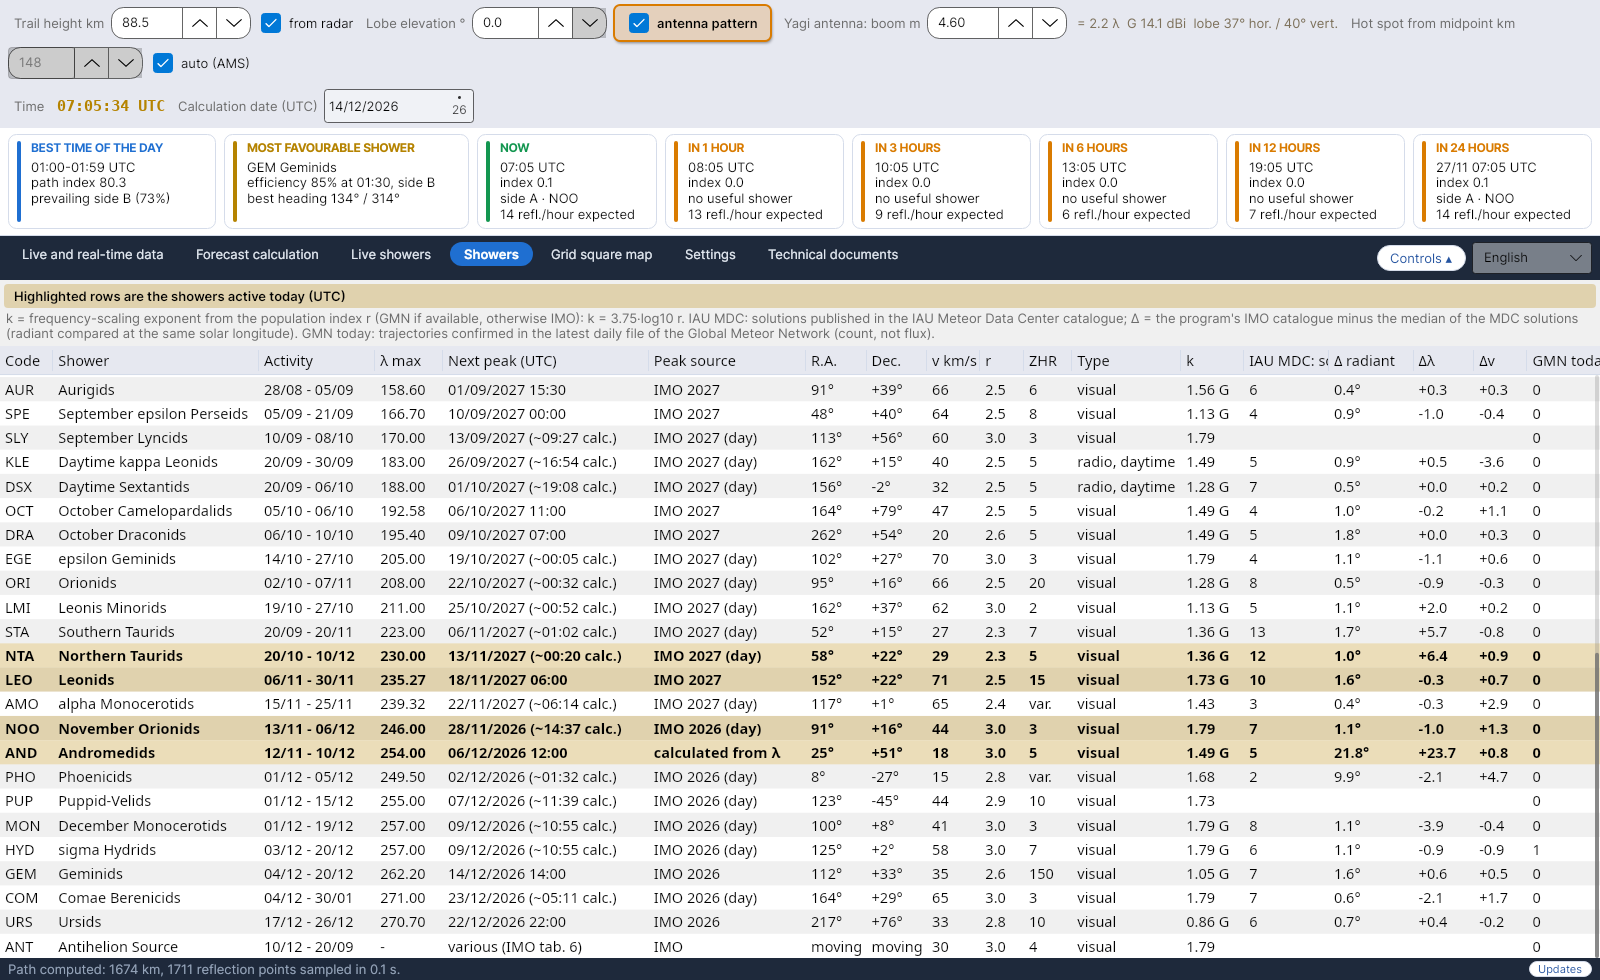 Trail height km 88.5 from radar Lobe elevation ° 0.0 antenna pattern Yagi antenna: boom m 4.60 = 2.2 λ G 14.1 dBi lobe 37° hor. / 40° vert. Hot spot from midpoint km
148 auto (AMS)
Time 07:05:34 UTC Calculation date (UTC) 14/12/2026 26
BEST TIME OF THE DAY
01:00-01:59 UTC
path index 80.3
prevailing side B (73%)
MOST FAVOURABLE SHOWER
GEM Geminids
efficiency 85% at 01:30, side B
best heading 134° / 314°
NOW
07:05 UTC
index 0.1
side A · NOO
14 refl./hour expected
IN 1 HOUR
08:05 UTC
index 0.0
no useful shower
13 refl./hour expected
IN 3 HOURS
10:05 UTC
index 0.0
no useful shower
9 refl./hour expected
IN 6 HOURS
13:05 UTC
index 0.0
no useful shower
6 refl./hour expected
IN 12 HOURS
19:05 UTC
index 0.0
no useful shower
7 refl./hour expected
IN 24 HOURS
27/11 07:05 UTC
index 0.1
side A · NOO
14 refl./hour expected
Live and real-time data Forecast calculation Live showers Showers Grid square map Settings Technical documents Controls ▴ English
Highlighted rows are the showers active today (UTC)
k = frequency-scaling exponent from the population index r (GMN if available, otherwise IMO): k = 3.75·log10 r. IAU MDC: solutions published in the IAU Meteor Data Center catalogue; Δ = the program's IMO catalogue minus the median of the MDC solutions
(radiant compared at the same solar longitude). GMN today: trajectories confirmed in the latest daily file of the Global Meteor Network (count, not flux).
Code Shower Activity λ max Next peak (UTC) Peak source R.A. Dec. v km/s r ZHR Type k IAU MDC: Δ radiant Δλ Δv GMN toda
AUR Aurigids 28/08 - 05/09 158.60 01/09/2027 15:30 IMO 2027 91° +39° 66 2.5 6 visual 1.56 G 6 0.4° +0.3 +0.3 0
SPE September epsilon Perseids 05/09 - 21/09 166.70 10/09/2027 00:00 IMO 2027 48° +40° 64 2.5 8 visual 1.13 G 4 0.9° -1.0 -0.4 0
SLY September Lyncids 10/09 - 08/10 170.00 13/09/2027 (~09:27 calc.) IMO 2027 (day) 113° +56° 60 3.0 3 visual 1.79 0
KLE Daytime kappa Leonids 20/09 - 30/09 183.00 26/09/2027 (~16:54 calc.) IMO 2027 (day) 162° +15° 40 2.5 5 radio, daytime 1.49 5 0.9° +0.5 -3.6 0
DSX Daytime Sextantids 20/09 - 06/10 188.00 01/10/2027 (~19:08 calc.) IMO 2027 (day) 156° -2° 32 2.5 5 radio, daytime 1.28 G 7 0.5° +0.0 +0.2 0
OCT October Camelopardalids 05/10 - 06/10 192.58 06/10/2027 11:00 IMO 2027 164° +79° 47 2.5 5 visual 1.49 G 4 1.0° -0.2 +1.1 0
DRA October Draconids 06/10 - 10/10 195.40 09/10/2027 07:00 IMO 2027 262° +54° 20 2.6 5 visual 1.49 G 5 1.8° +0.0 +0.3 0
EGE epsilon Geminids 14/10 - 27/10 205.00 19/10/2027 (~00:05 calc.) IMO 2027 (day) 102° +27° 70 3.0 3 visual 1.79 4 1.1° -1.1 +0.6 0
ORI Orionids 02/10 - 07/11 208.00 22/10/2027 (~00:32 calc.) IMO 2027 (day) 95° +16° 66 2.5 20 visual 1.28 G 8 0.5° -0.9 -0.3 0
LMI Leonis Minorids 19/10 - 27/10 211.00 25/10/2027 (~00:52 calc.) IMO 2027 (day) 162° +37° 62 3.0 2 visual 1.13 G 5 1.1° +2.0 +0.2 0
STA Southern Taurids 20/09 - 20/11 223.00 06/11/2027 (~01:02 calc.) IMO 2027 (day) 52° +15° 27 2.3 7 visual 1.36 G 13 1.7° +5.7 -0.8 0
NTA Northern Taurids 20/10 - 10/12 230.00 13/11/2027 (~00:20 calc.) IMO 2027 (day) 58° +22° 29 2.3 5 visual 1.36 G 12 1.0° +6.4 +0.9 0
LEO Leonids 06/11 - 30/11 235.27 18/11/2027 06:00 IMO 2027 152° +22° 71 2.5 15 visual 1.73 G 10 1.6° -0.3 +0.7 0
AMO alpha Monocerotids 15/11 - 25/11 239.32 22/11/2027 (~06:14 calc.) IMO 2027 (day) 117° +1° 65 2.4 var. visual 1.43 3 0.4° -0.3 +2.9 0
NOO November Orionids 13/11 - 06/12 246.00 28/11/2026 (~14:37 calc.) IMO 2026 (day) 91° +16° 44 3.0 3 visual 1.79 7 1.1° -1.0 +1.3 0
AND Andromedids 12/11 - 10/12 254.00 06/12/2026 12:00 calculated from λ 25° +51° 18 3.0 5 visual 1.49 G 5 21.8° +23.7 +0.8 0
PHO Phoenicids 01/12 - 05/12 249.50 02/12/2026 (~01:32 calc.) IMO 2026 (day) 8° -27° 15 2.8 var. visual 1.68 2 9.9° -2.1 +4.7 0
PUP Puppid-Velids 01/12 - 15/12 255.00 07/12/2026 (~11:39 calc.) IMO 2026 (day) 123° -45° 44 2.9 10 visual 1.73 0
MON December Monocerotids 01/12 - 19/12 257.00 09/12/2026 (~10:55 calc.) IMO 2026 (day) 100° +8° 41 3.0 3 visual 1.79 G 8 1.1° -3.9 -0.4 0
HYD sigma Hydrids 03/12 - 20/12 257.00 09/12/2026 (~10:55 calc.) IMO 2026 (day) 125° +2° 58 3.0 7 visual 1.79 G 6 1.1° -0.9 -0.9 1
GEM Geminids 04/12 - 20/12 262.20 14/12/2026 14:00 IMO 2026 112° +33° 35 2.6 150 visual 1.05 G 7 1.6° +0.6 +0.5 0
COM Comae Berenicids 04/12 - 30/01 271.00 23/12/2026 (~05:11 calc.) IMO 2026 (day) 164° +29° 65 3.0 3 visual 1.79 7 0.6° -2.1 +1.7 0
URS Ursids 17/12 - 26/12 270.70 22/12/2026 22:00 IMO 2026 217° +76° 33 2.8 10 visual 0.86 G 6 0.7° +0.4 -0.2 0
ANT Antihelion Source 10/12 - 20/09 - various (IMO tab. 6) IMO moving moving 30 3.0 4 visual 1.79 0
Path computed: 1674 km, 1711 reflection points sampled in 0.1 s. Updates